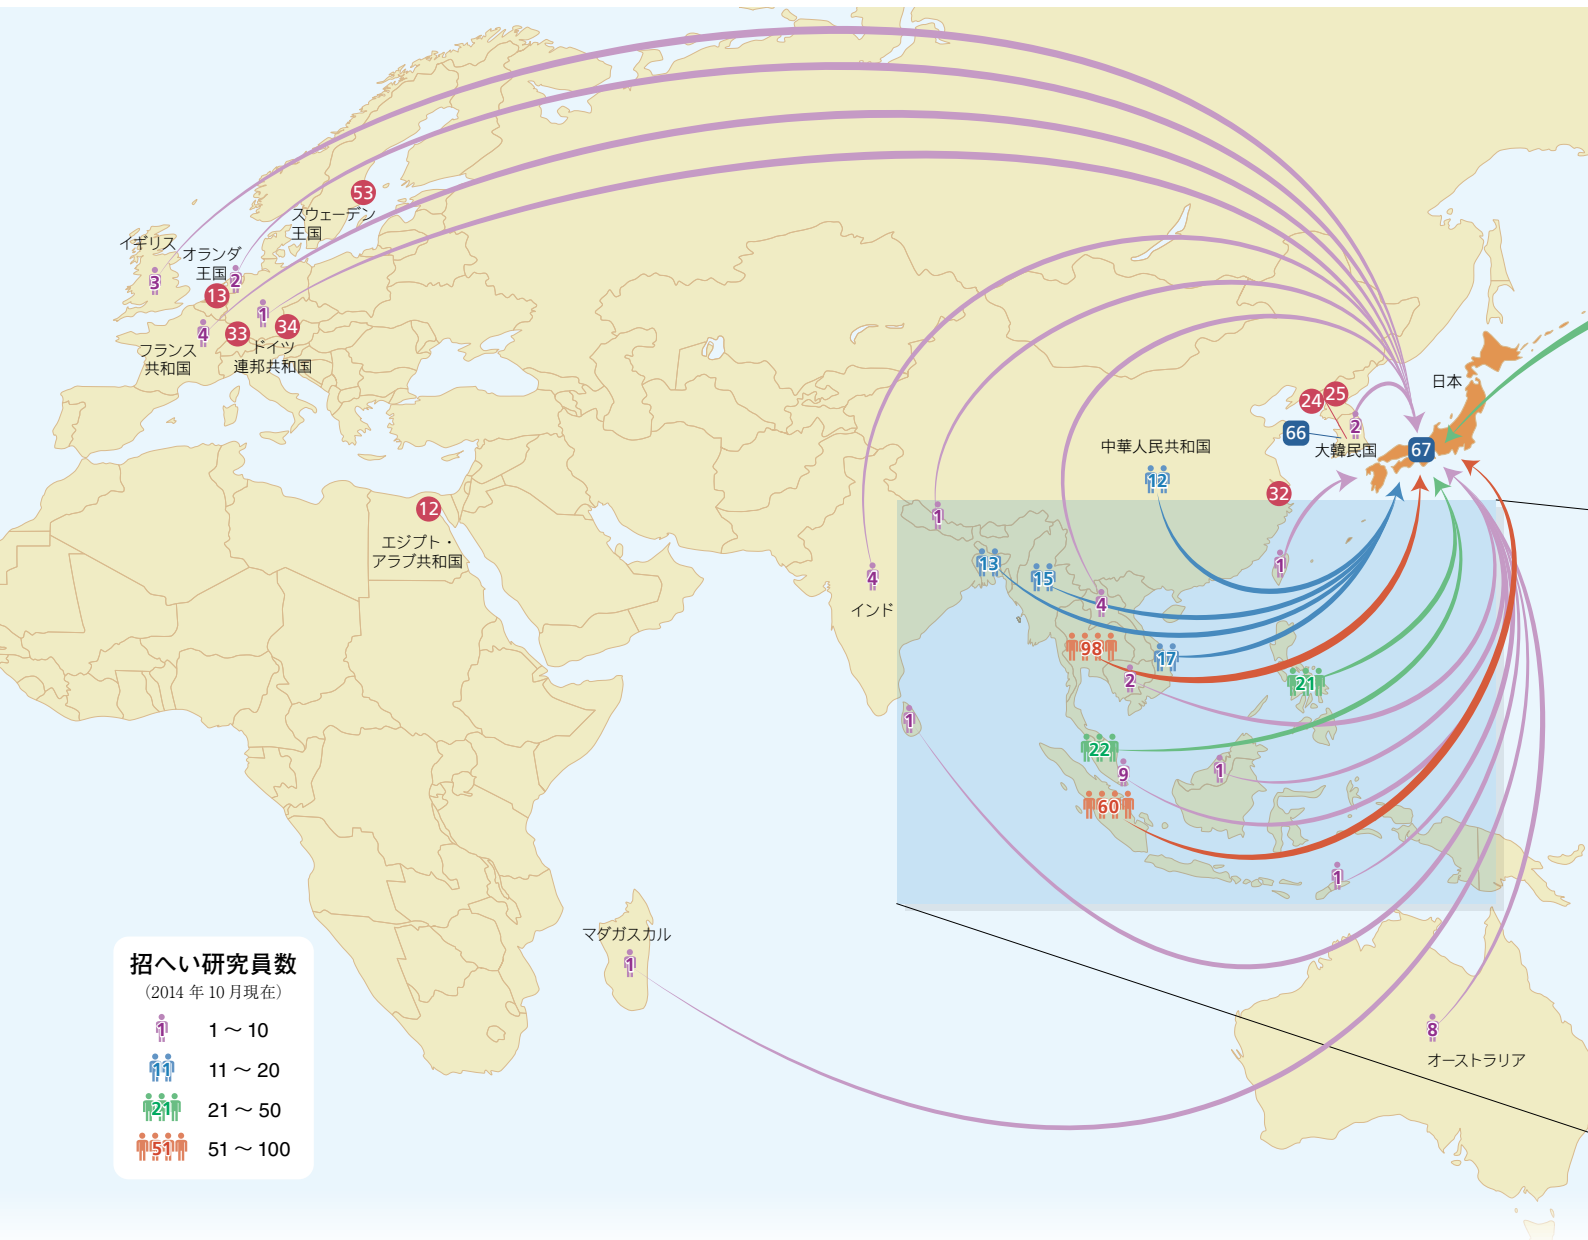 53
スウェーデン
王国
イギリス
3
オランダ
王国
2
13
1
4
33
34
フランス
共和国
ドイツ
連邦共和国
12
エジプト・
アラブ共和国
日本
24
25
2
66
大韓民国
67
中華人民共和国
12
32
1
13
15
1
4
インド
4
98
17
2
21
1
22
9
1
60
1
マダガスカル
1
8
オーストラリア
招へい研究員数
(2014 年 10 月現在)
1 1 ～ 10
11 11 ～ 20
21 21 ～ 50
51 51 ～ 100